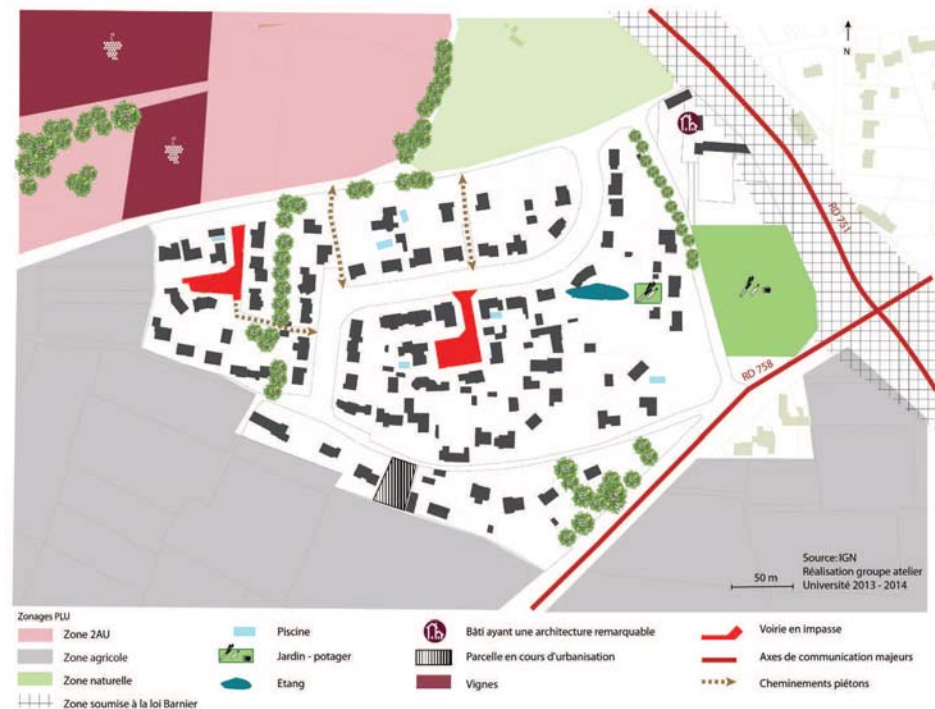 N
RD 751
RD 758
Source: IGN
Réalisation groupe atelier
Université 2013 - 2014
50 m
Zonages PLU
Zone 2AU
Zone agricole
Zone naturelle
Zone soumise à la loi Barnier
Piscine
Jardin - potager
Etang
Bâti ayant une architecture remarquable
Parcelle en cours d'urbanisation
Vignes
Voirie en impasse
Axes de communication majeurs
Cheminements piétons